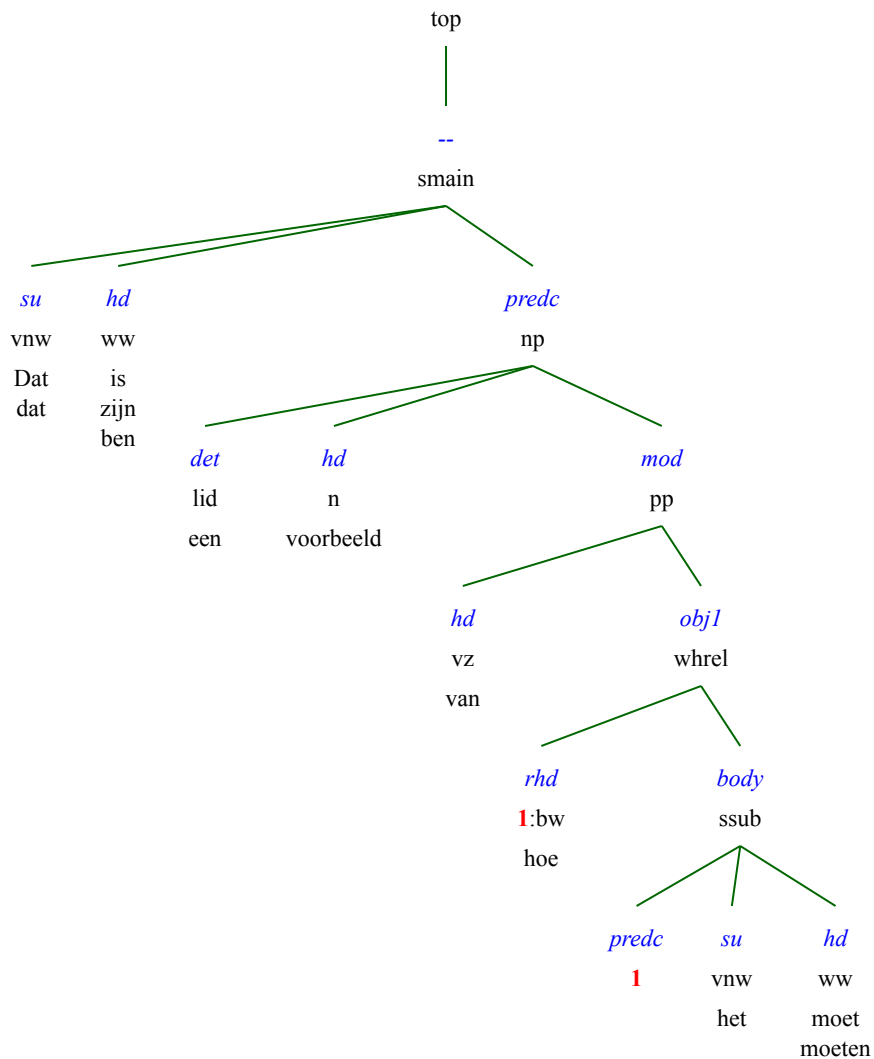 top
--
smain
su hd predc
vnw ww np
Dat is
dat zijn
ben
det hd mod
lid n pp
een voorbeeld
hd obj1
vz whrel
van
rhd body
1:bw ssub
hoe
predc su hd
1 vnw ww
het moet
moeten